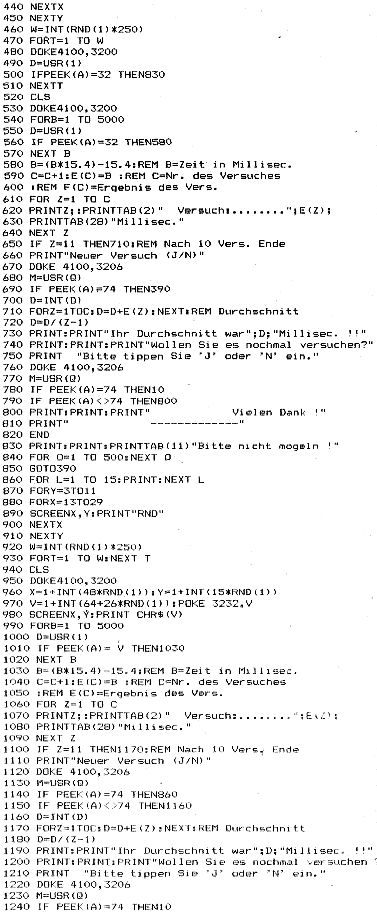 440 NEXTX
450 NEXTY
460 W=INT(RND(1)*250)
470 FORT=1 TO W
480 DOKE4100,3200
490 D=USR(1)
500 IFPEEK(A)=32 THEN830
510 NEXTT
520 CLS
530 DOKE4100,3200
540 FORB=1 TO 5000
550 D=USR(1)
560 IF PEEK(A)=32 THEN580
570 NEXT B
580 B=(B*15.4)-15.4:REM B=Zeit in Millisec.
590 C=C+1:E(C)=B :REM C=Nr. des Versuches
600 :REM E(C)=Ergebnis des Vers.
610 FOR Z=1 TO C
620 PRINTZ;:PRINTTAB(2)" Versuch:........";E(Z);
630 PRINTTAB(28)"Millisec."
640 NEXT Z
650 IF Z=11 THEN710:REM Nach 10 Vers. Ende
660 PRINT"Neuer Versuch (J/N)"
670 DOKE 4100,3206
680 M=USR(0)
690 IF PEEK(A)=74 THEN390
700 D=INT(D)
710 FORZ=1TOC:D=D+E(Z):NEXT:REM Durchschnitt
720 D=D/(Z-1)
730 PRINT:PRINT"Ihr Durchschnitt war";D;"Millisec. !!"
740 PRINT:PRINT:PRINT"Wollen Sie es nochmal versuchen?"
750 PRINT  "Bitte tippen Sie 'J' oder 'N' ein."
760 DOKE 4100,3206
770 M=USR(0)
780 IF PEEK(A)=74 THEN10
790 IF PEEK(A)<>74 THEN800
800 PRINT:PRINT:PRINT"            Vielen Dank !"
810 PRINT"            -------------"
820 END
830 PRINT:PRINT:PRINTTAB(11)"Bitte nicht mogeln !"
840 FOR O=1 TO 500:NEXT O
850 GOTO390
860 FOR L=1 TO 15:PRINT:NEXT L
870 FORY=3TO11
880 FORX=13TO29
890 SCREENX,Y:PRINT"RND"
900 NEXTX
910 NEXTY
920 W=INT(RND(1)*250)
930 FORT=1 TO W:NEXT T
940 CLS
950 DOKE4100,3200
960 X=1+INT(48*RND(1)):Y=1+INT(15*RND(1))
970 V=1+INT(64+26*RND(1)):POKE 3232,V
980 SCREENX,Y:PRINT CHR$(V)
990 FORB=1 TO 5000
1000 D=USR(1)
1010 IF PEEK(A)= V THEN1030
1020 NEXT B
1030 B=(B*15.4)-15.4:REM B=Zeit in Millisec.
1040 C=C+1:E(C)=B :REM C=Nr. des Versuches
1050 :REM E(C)=Ergebnis des Vers.
1060 FOR Z=1 TO C
1070 PRINTZ;:PRINTTAB(2)" Versuch:........";E(Z);
1080 PRINTTAB(28)"Millisec."
1090 NEXT Z
1100 IF Z=11 THEN1170:REM Nach 10 Vers. Ende
1110 PRINT"Neuer Versuch (J/N)"
1120 DOKE 4100,3206
1130 M=USR(0)
1140 IF PEEK(A)=74 THEN860
1150 IF PEEK(A)<>74 THEN1160
1160 D=INT(D)
1170 FORZ=1TOC:D=D+E(Z):NEXT:REM Durchschnitt
1180 D=D/(Z-1)
1190 PRINT:PRINT"Ihr Durchschnitt war";D;"Millisec. !!"
1200 PRINT:PRINT:PRINT"Wollen Sie es nochmal versuchen ?
1210 PRINT  "Bitte tippen Sie 'J' oder 'N' ein."
1220 DOKE 4100,3206
1230 M=USR(0)
1240 IF PEEK(A)=74 THEN10